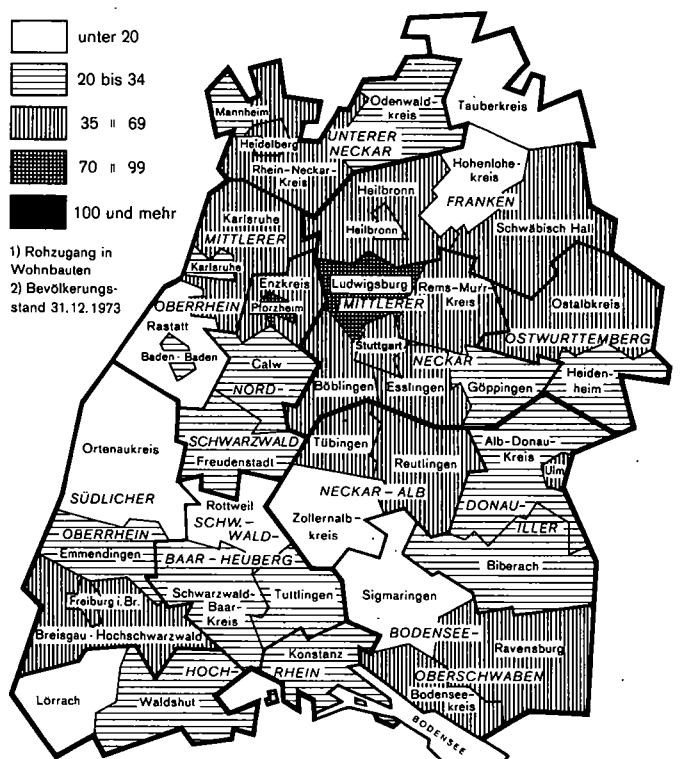 unter 20
20 bis 34
35 " 69
70 " 99
100 und mehr
1) Rohzugang in
Wohnbauten
2) Bevölkerungs-
stand 31.12.1973
Tauberkreis
Odenwald-
kreis
Mannheim
UNTERER
NECKAR
Heidelberg
Rhein-Neckar-
Kreis
Hohenlohe-
kreis
FRANKEN
Heilbronn
Heilbronn
Schwäbisch Hall
Karlsruhe
MITTLERER
Karlsruhe
OBERRHEIN
Enzkreis
Pforzheim
Ludwigsburg
MITTLERER
Rems-Murr-
Kreis
Ostalbkreis
OSTWÜRTTEMBERG
Rastatt
Baden-Baden
Stuttgart
NECKAR
Calw
NORD-
Böblingen
Esslingen
Göppingen
Heiden-
heim
Ortenaukreis
SCHWARZWALD
Freudenstadt
Tübingen
Reutlingen
Alb-Donau-
Kreis
Ulm
SÜDLICHER
Rottweil
SCHW.-
WALD-
NECKAR-ALB
Zollernalb-
kreis
DONAU-
ILLER
OBERRHEIN
Emmendingen
BAAR-HEUBERG
Biberach
Freiburg i. Br.
Breisgau-Hochschwarzwald
Schwarzwald-
Baar-
Kreis
Tuttlingen
Sigmaringen
BODENSEE-
Ravensburg
Konstanz
OBERSCHWABEN
Lörrach
HOCH-
RHEIN
Waldshut
Bodensee-
kreis
BODENSEE